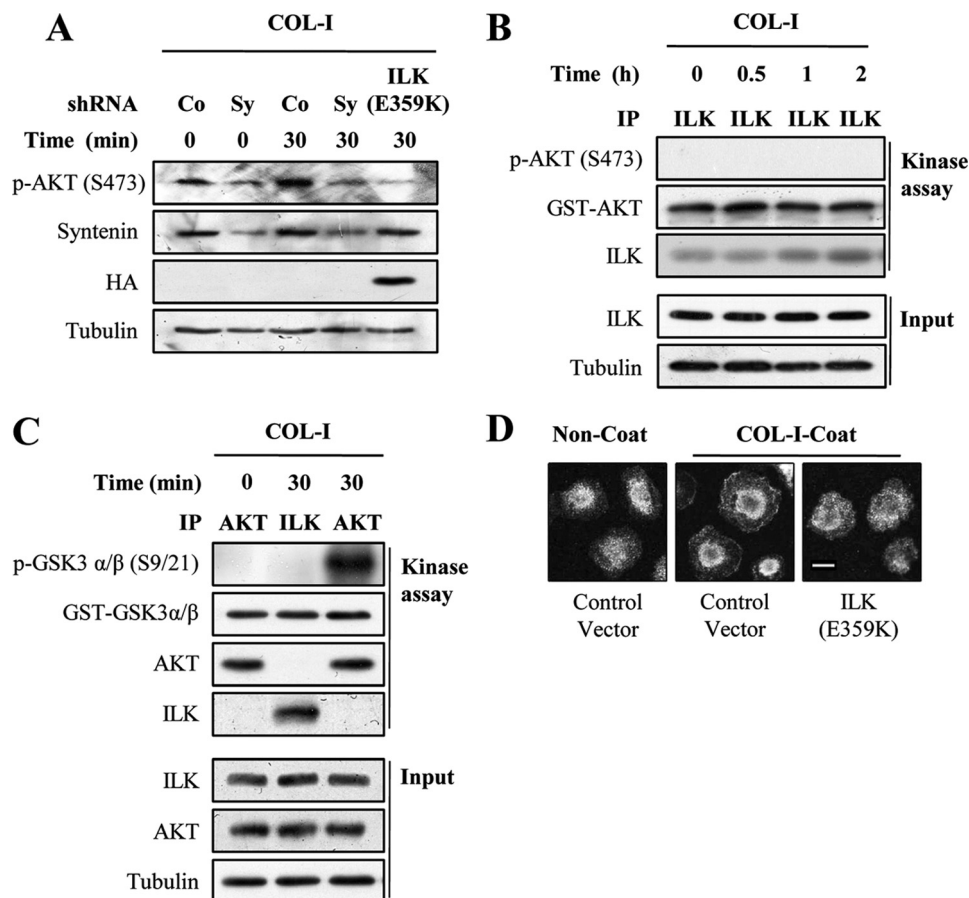 A
COL-I
shRNA Co Sy Co Sy ILK (E359K)
Time (min) 0 0 30 30 30
p-AKT (S473)
Syntenin
HA
Tubulin
B
COL-I
Time (h) 0 0.5 1 2
IP ILK ILK ILK ILK
p-AKT (S473)
GST-AKT
ILK
Kinase
assay
ILK
Tubulin
Input
C
COL-I
Time (min) 0 30 30
IP AKT ILK AKT
p-GSK3 α/β (S9/21)
GST-GSK3α/β
AKT
ILK
Kinase
assay
ILK
AKT
Tubulin
Input
D
Non-Coat COL-I-Coat
Control Vector
Control Vector
ILK (E359K)